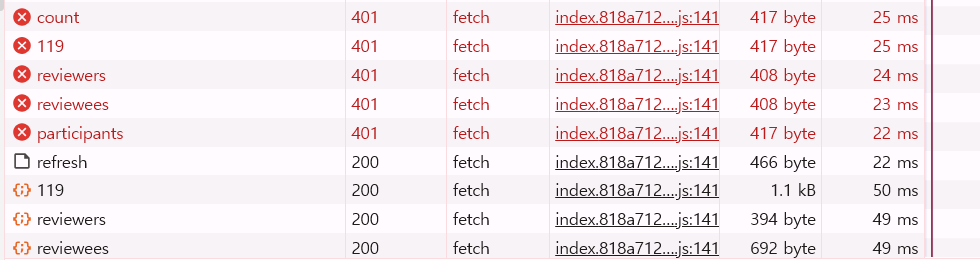 count 401 fetch index.818a712....js:141 417 byte 25 ms
119 401 fetch index.818a712....js:141 417 byte 25 ms
reviewers 401 fetch index.818a712....js:141 408 byte 24 ms
reviewees 401 fetch index.818a712....js:141 408 byte 23 ms
participants 401 fetch index.818a712....js:141 417 byte 22 ms
refresh 200 fetch index.818a712....js:141 466 byte 22 ms
119 200 fetch index.818a712....js:141 1.1 kB 50 ms
reviewers 200 fetch index.818a712....js:141 394 byte 49 ms
reviewees 200 fetch index.818a712....js:141 692 byte 49 ms